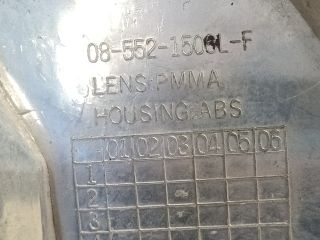 08-552-1506L-F
LENS:PMMA
HOUSING:ABS
01 02 03 04 05 06
1
2
3